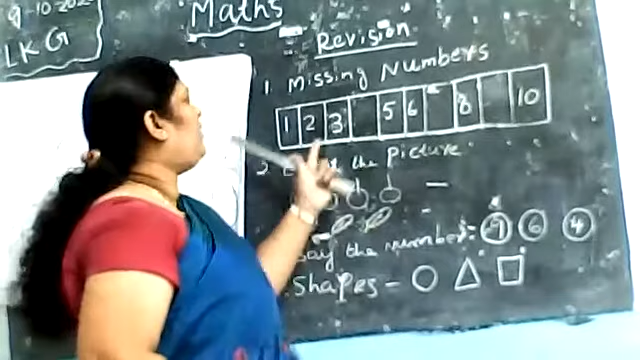 9-10-202
LKG
Maths
Revision
1. Missing Numbers
1 2 3 5 6 8 10
2. the picture
Say the number: 9 6 4
Shapes -